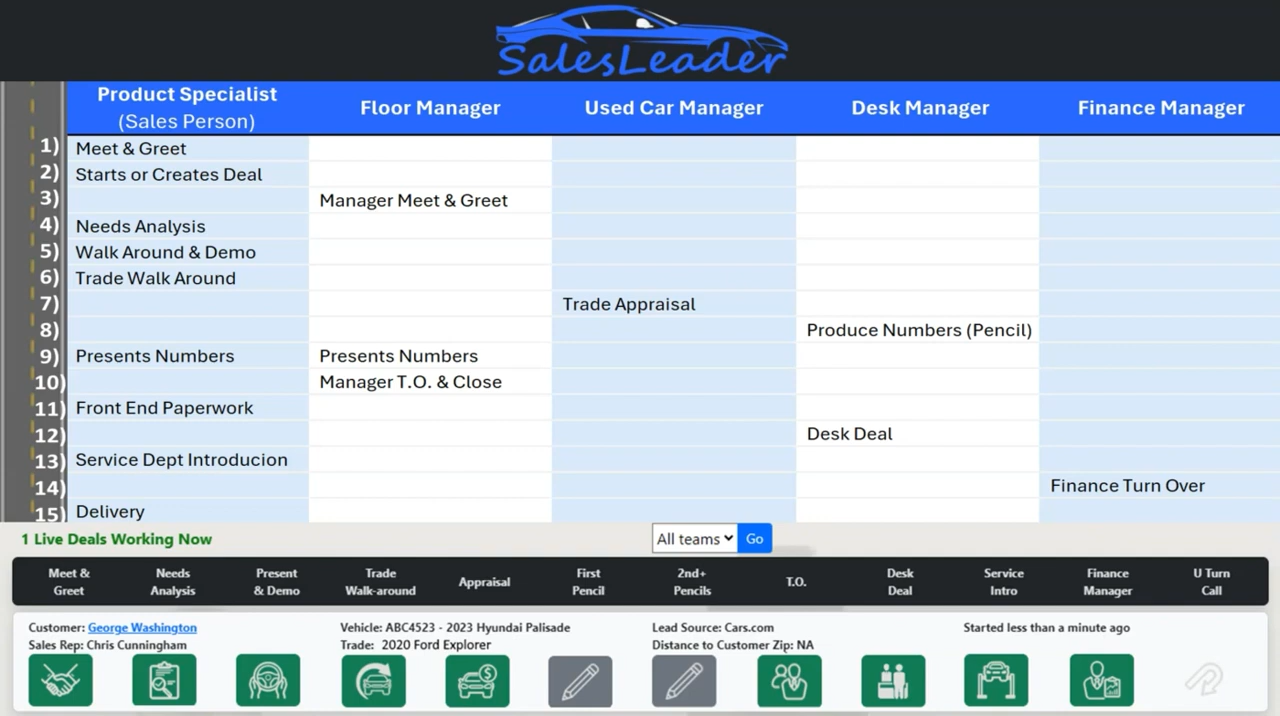 SalesLeader
Product Specialist
(Sales Person)
Floor Manager
Used Car Manager
Desk Manager
Finance Manager
1) Meet & Greet
2) Starts or Creates Deal
3) Manager Meet & Greet
4) Needs Analysis
5) Walk Around & Demo
6) Trade Walk Around
7) Trade Appraisal
8) Produce Numbers (Pencil)
9) Presents Numbers Presents Numbers
10) Manager T.O. & Close
11) Front End Paperwork
12) Desk Deal
13) Service Dept Introducion
14) Finance Turn Over
15) Delivery
1 Live Deals Working Now
All teams Go
Meet &
Greet
Needs
Analysis
Present
& Demo
Trade
Walk-around
Appraisal
First
Pencil
2nd+
Pencils
T.O.
Desk
Deal
Service
Intro
Finance
Manager
U Turn
Call
Customer: George Washington
Sales Rep: Chris Cunningham
Vehicle: ABC4523 - 2023 Hyundai Palisade
Trade: 2020 Ford Explorer
Lead Source: Cars.com
Distance to Customer Zip: NA
Started less than a minute ago